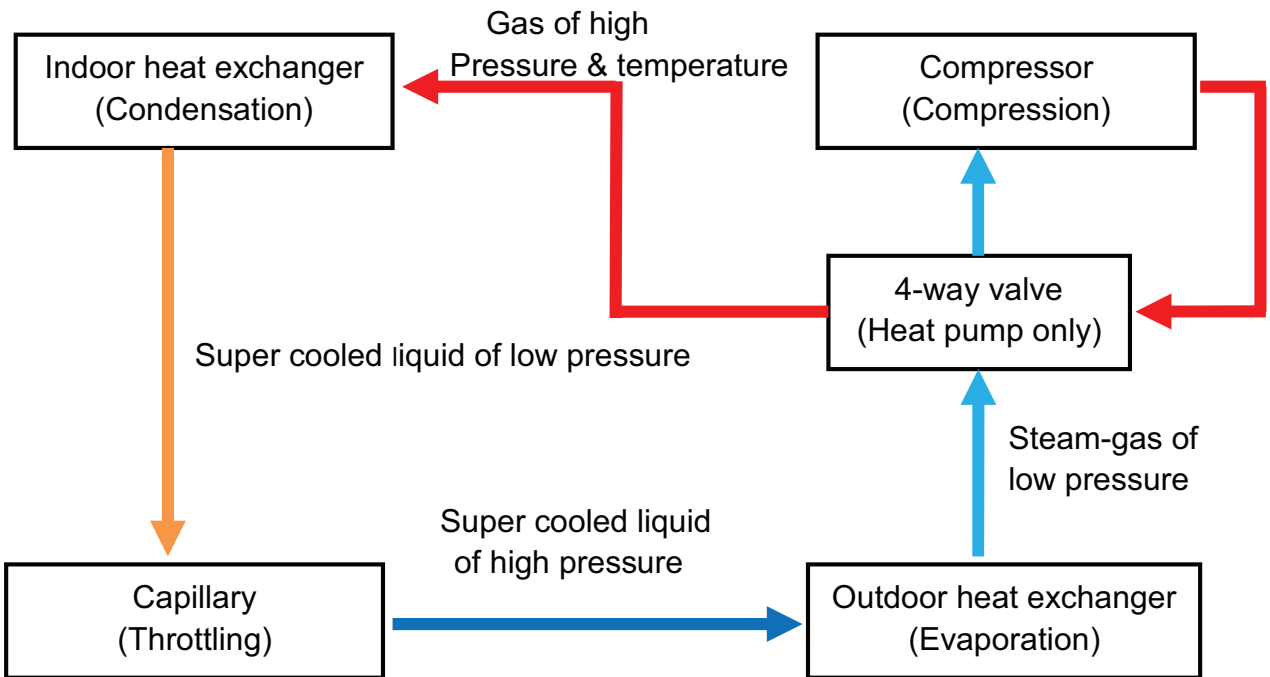 Gas of high
Pressure & temperature
Indoor heat exchanger
(Condensation)
Compressor
(Compression)
4-way valve
(Heat pump only)
Super cooled liquid of low pressure
Steam-gas of
low pressure
Super cooled liquid
of high pressure
Capillary
(Throttling)
Outdoor heat exchanger
(Evaporation)